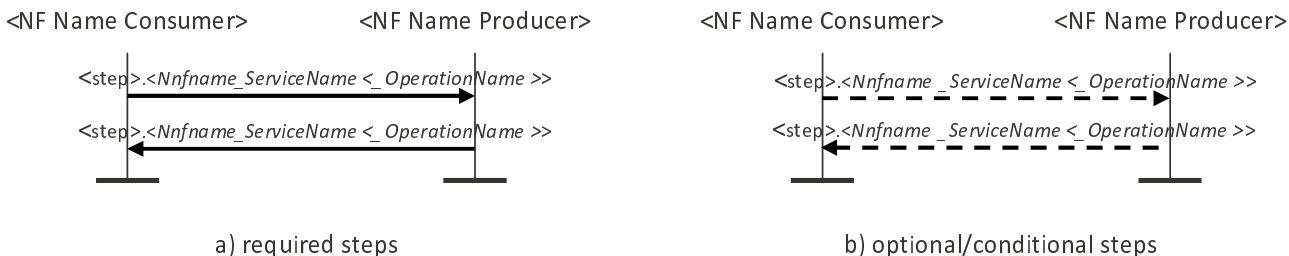 <NF Name Consumer> <NF Name Producer>
<step>.<Nnfname_ServiceName <_OperationName >>
<step>.<Nnfname_ServiceName <_OperationName >>
a) required steps
<NF Name Consumer> <NF Name Producer>
<step>.<Nnfname _ServiceName <_OperationName >>
<step>.<Nnfname _ServiceName <_OperationName >>
b) optional/conditional steps